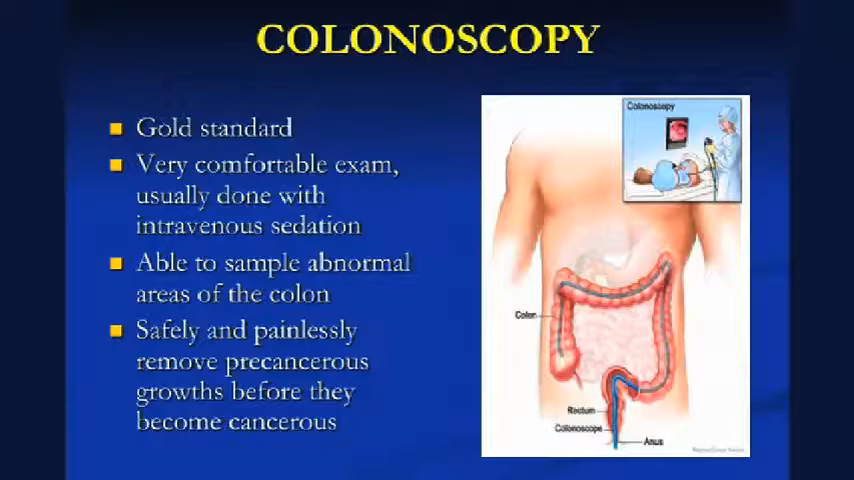 COLONOSCOPY
Gold standard
Very comfortable exam,
usually done with
intravenous sedation
Able to sample abnormal
areas of the colon
Safely and painlessly
remove precancerous
growths before they
become cancerous
Colonoscopy
Colon
Rectum
Colonoscope
Anus